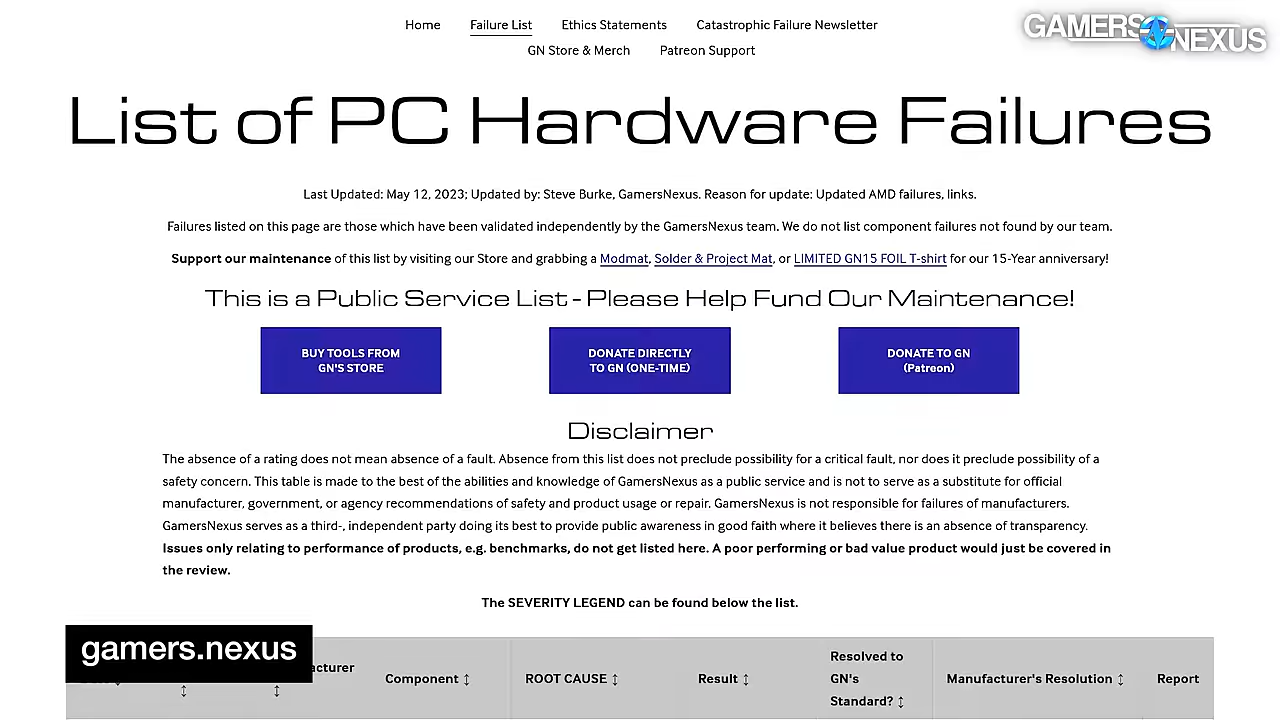 Home Failure List Ethics Statements Catastrophic Failure Newsletter
GN Store & Merch Patreon Support
GAMERS NEXUS
List of PC Hardware Failures
Last Updated: May 12, 2023; Updated by: Steve Burke, GamersNexus. Reason for update: Updated AMD failures, links.
Failures listed on this page are those which have been validated independently by the GamersNexus team. We do not list component failures not found by our team.
Support our maintenance of this list by visiting our Store and grabbing a Modmat, Solder & Project Mat, or LIMITED GN15 FOIL T-shirt for our 15-Year anniversary!
This is a Public Service List - Please Help Fund Our Maintenance!
BUY TOOLS FROM
GN'S STORE
DONATE DIRECTLY
TO GN (ONE-TIME)
DONATE TO GN
(Patreon)
Disclaimer
The absence of a rating does not mean absence of a fault. Absence from this list does not preclude possibility for a critical fault, nor does it preclude possibility of a
safety concern. This table is made to the best of the abilities and knowledge of GamersNexus as a public service and is not to serve as a substitute for official
manufacturer, government, or agency recommendations of safety and product usage or repair. GamersNexus is not responsible for failures of manufacturers.
GamersNexus serves as a third-, independent party doing its best to provide public awareness in good faith where it believes there is an absence of transparency.
Issues only relating to performance of products, e.g. benchmarks, do not get listed here. A poor performing or bad value product would just be covered in
the review.
The SEVERITY LEGEND can be found below the list.
gamers.nexus
Component ↕ ROOT CAUSE ↕ Result ↕
Resolved to
GN's
Standard? ↕
Manufacturer's Resolution ↕ Report